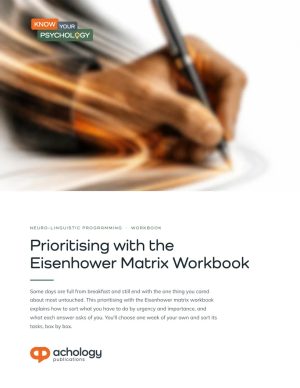 KNOW YOUR
PSYCHOLOGY
NEURO-LINGUISTIC PROGRAMMING WORKBOOK
Prioritising with the
Eisenhower Matrix Workbook
Some days are full from breakfast and still end with the one thing you cared
about most untouched. This prioritising with the Eisenhower matrix workbook
explains how to sort what you have to do by urgency and importance, and
what each answer asks of you. You'll choose one week of your own and sort its
tasks, box by box.
achology
publications